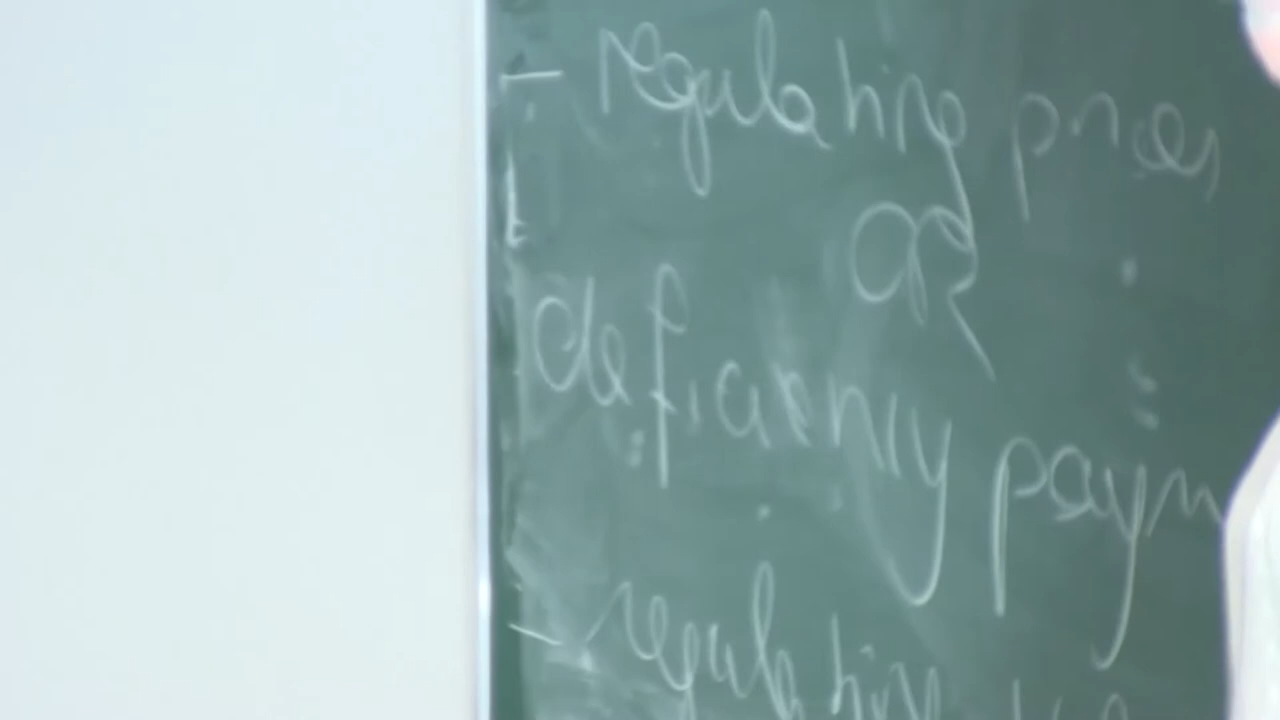 - regulating prices
OR
deficiency paym
- regulating